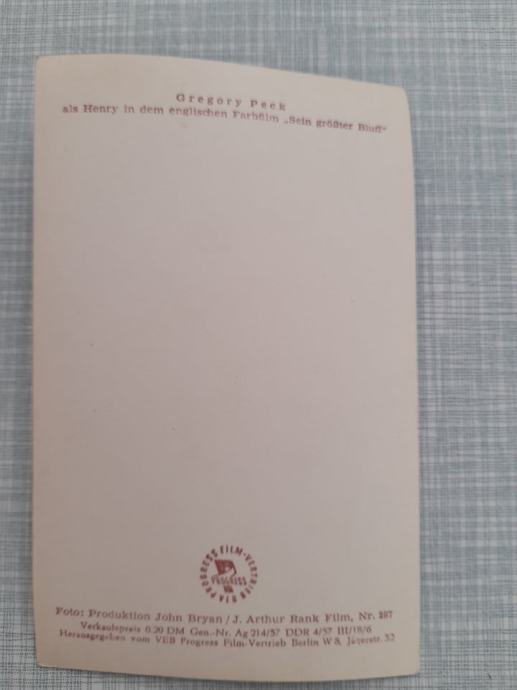 Gregory Peck
als Henry in dem englischen Farbfilm „Sein größter Bluff“
PROGRESS FILM-VERTRIEB
PROGRESS
Foto: Produktion John Bryan / J. Arthur Rank Film, Nr. 287
Verkaufspreis 0.20 DM Gen.-Nr. Ag 214/57 DDR 4/57 III/18/6
Herausgegeben vom VEB Progress Film-Vertrieb Berlin W 8, Jägerstr. 32